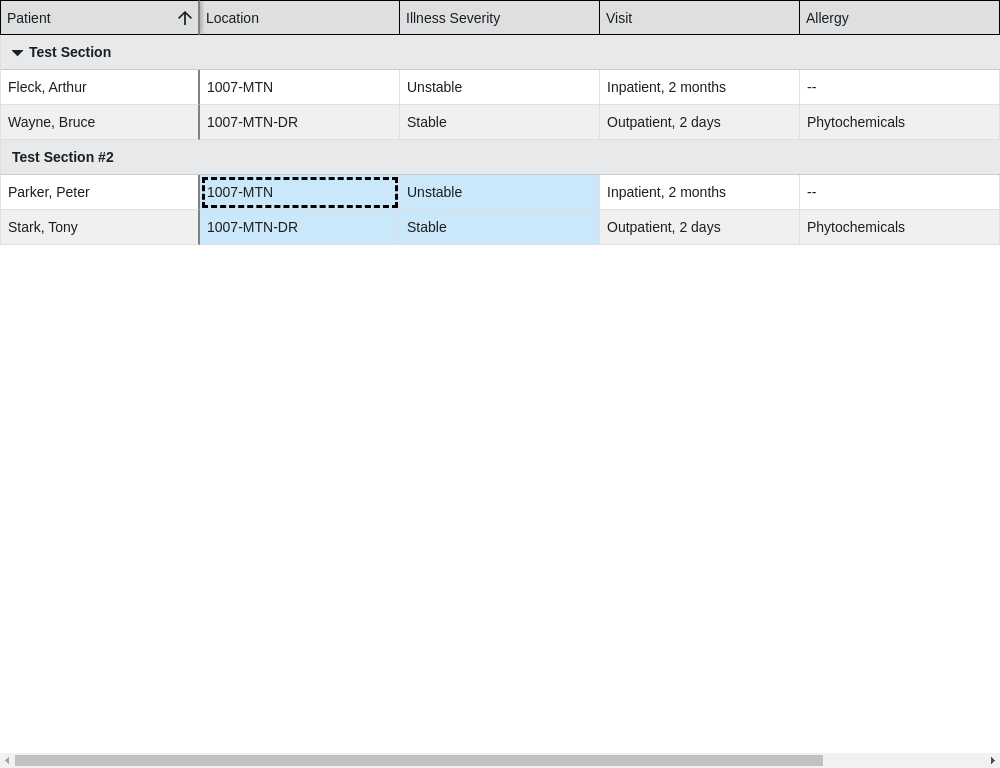 Patient Location Illness Severity Visit Allergy
Test Section
Fleck, Arthur 1007-MTN Unstable Inpatient, 2 months --
Wayne, Bruce 1007-MTN-DR Stable Outpatient, 2 days Phytochemicals
Test Section #2
Parker, Peter 1007-MTN Unstable Inpatient, 2 months --
Stark, Tony 1007-MTN-DR Stable Outpatient, 2 days Phytochemicals